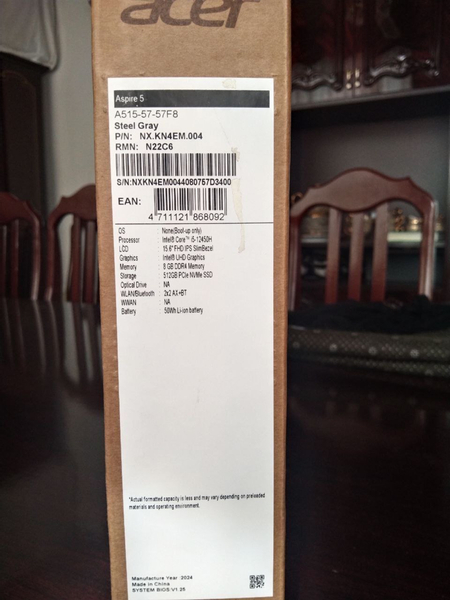 acer
Aspire 5
A515-57-57F8
Steel Gray
P/N: NX.KN4EM.004
RMN: N22C6
S/N:NXKN4EM0044080757D3400
EAN:
4 711121 868092
OS None(Boot-up only)
Processor Intel® Core™ i5-12450H
LCD 15.6" FHD IPS SlimBezel
Graphics Intel® UHD Graphics
Memory 8 GB DDR4 Memory
Storage 512GB PCIe NVMe SSD
Optical Drive NA
WLAN/Bluetooth 2x2 AX+BT
WWAN NA
Battery 50Wh Li-ion battery
*Actual formatted capacity is less and may vary depending on preloaded
materials and operating environment.
Manufacture Year :2024
Made in China
SYSTEM BIOS:V1.25